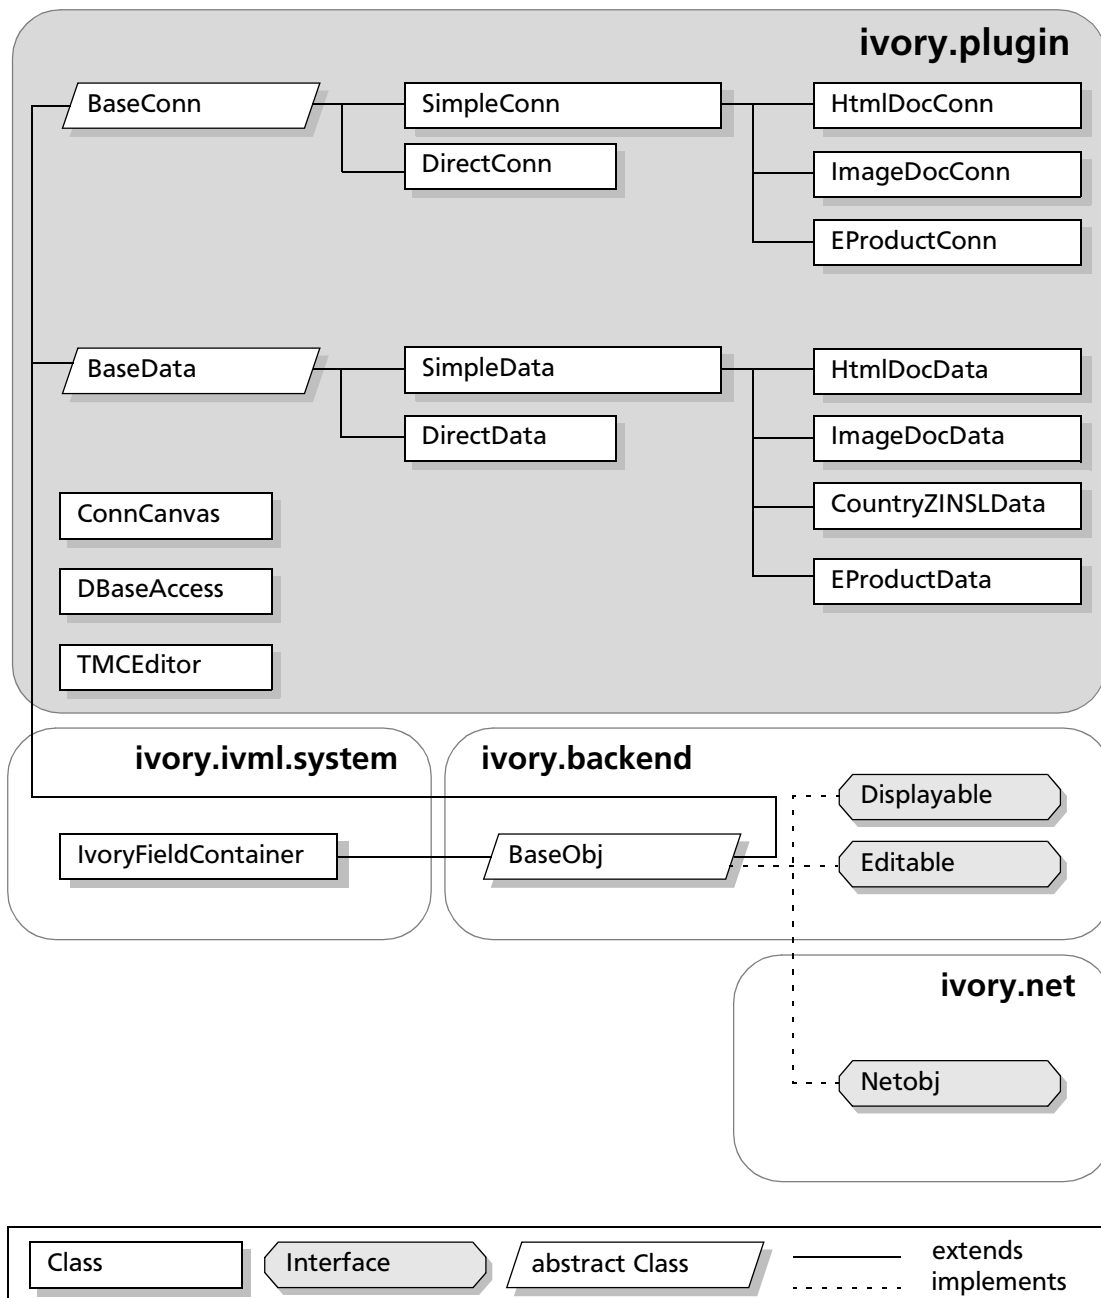 ivory.plugin
BaseConn
SimpleConn
HtmlDocConn
DirectConn
ImageDocConn
EProductConn
BaseData
SimpleData
HtmlDocData
DirectData
ImageDocData
ConnCanvas
CountryZINSLData
DBaseAccess
EProductData
TMCEditor
ivory.ivml.system
ivory.backend
Displayable
IvoryFieldContainer
BaseObj
Editable
ivory.net
Netobj
Class
Interface
abstract Class
extends
implements